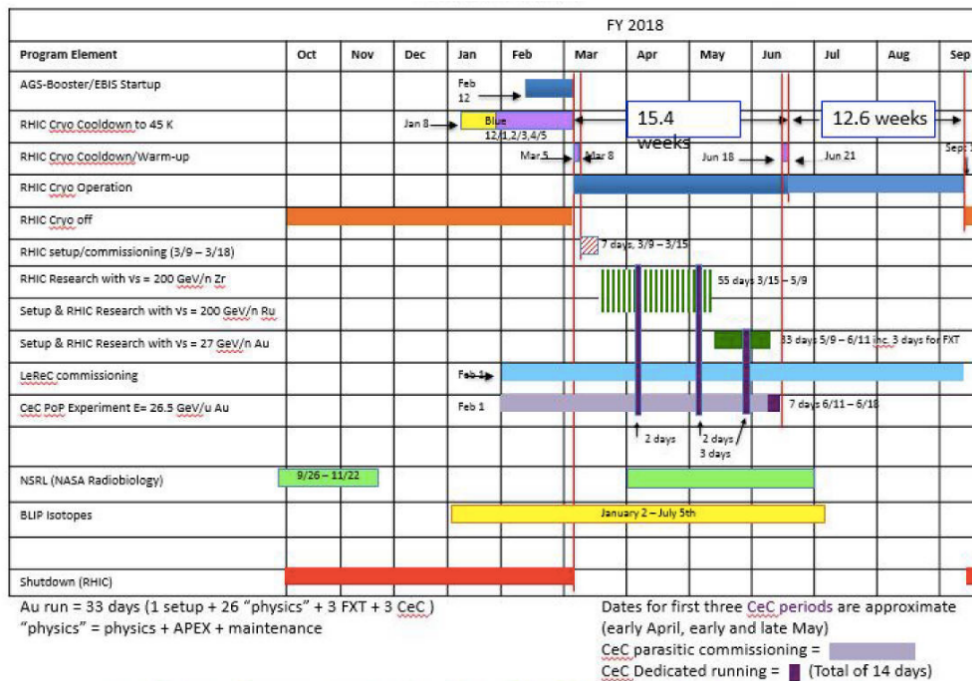 FY 2018
Program Element Oct Nov Dec Jan Feb Mar Apr May Jun Jul Aug Sep
AGS-Booster/EBIS Startup
Feb
12
RHIC Cryo Cooldown to 45 K
Jan 8
Blue
12/1,2/3,4/5
15.4
weeks
12.6 weeks
RHIC Cryo Cooldown/Warm-up
Mar 5 Mar 8 Jun 18 Jun 21
Sept
RHIC Cryo Operation
RHIC Cryo off
RHIC setup/commissioning (3/9 – 3/18)
7 days, 3/9 – 3/15
RHIC Research with √s = 200 GeV/n Zr
55 days 3/15 – 5/9
Setup & RHIC Research with √s = 200 GeV/n Ru
Setup & RHIC Research with √s = 27 GeV/n Au
33 days 5/9 – 6/11 inc. 3 days for FXT
LeReC commissioning
Feb 1
CeC PoP Experiment E= 26.5 GeV/u Au
Feb 1
7 days 6/11 – 6/18
2 days 2 days
3 days
NSRL (NASA Radiobiology)
9/26 – 11/22
BLIP Isotopes
January 2 – July 5th
Shutdown (RHIC)
Au run = 33 days (1 setup + 26 "physics" + 3 FXT + 3 CeC )
"physics" = physics + APEX + maintenance
Dates for first three CeC periods are approximate
(early April, early and late May)
CeC parasitic commissioning =
CeC Dedicated running = (Total of 14 days)